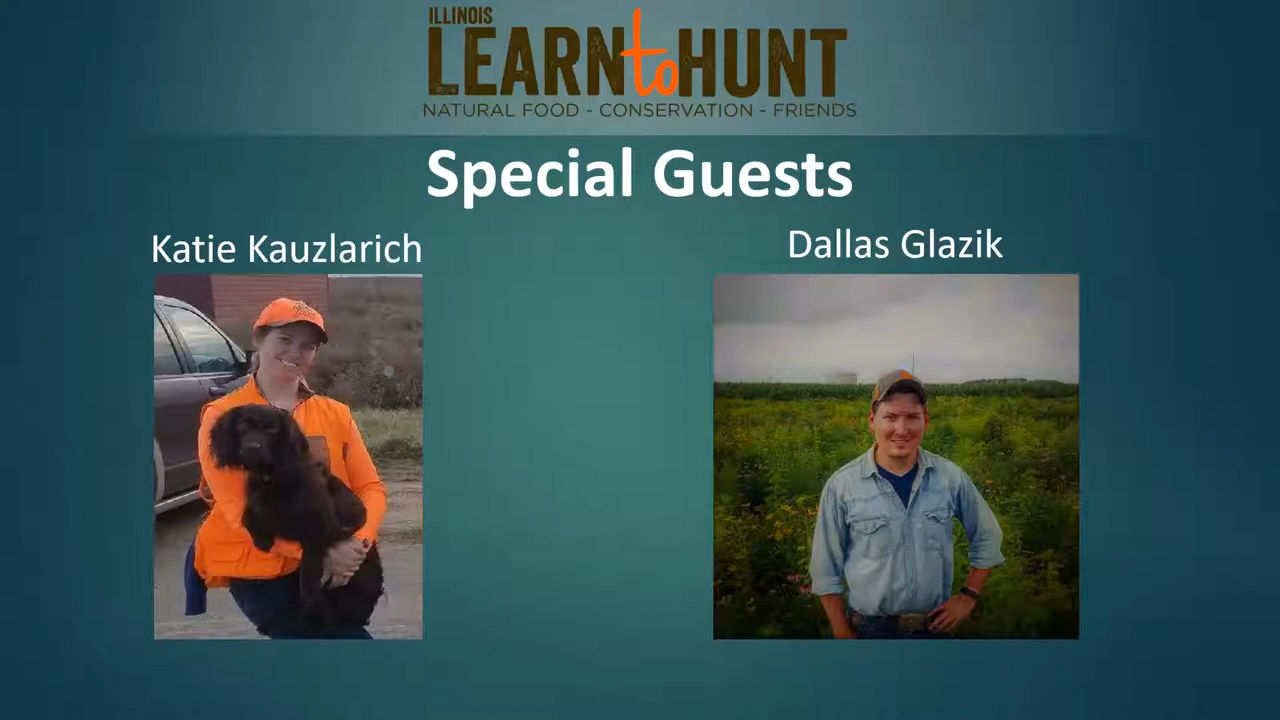 ILLINOIS
LEARN to HUNT
NATURAL FOOD - CONSERVATION - FRIENDS
Special Guests
Katie Kauzlarich
Dallas Glazik